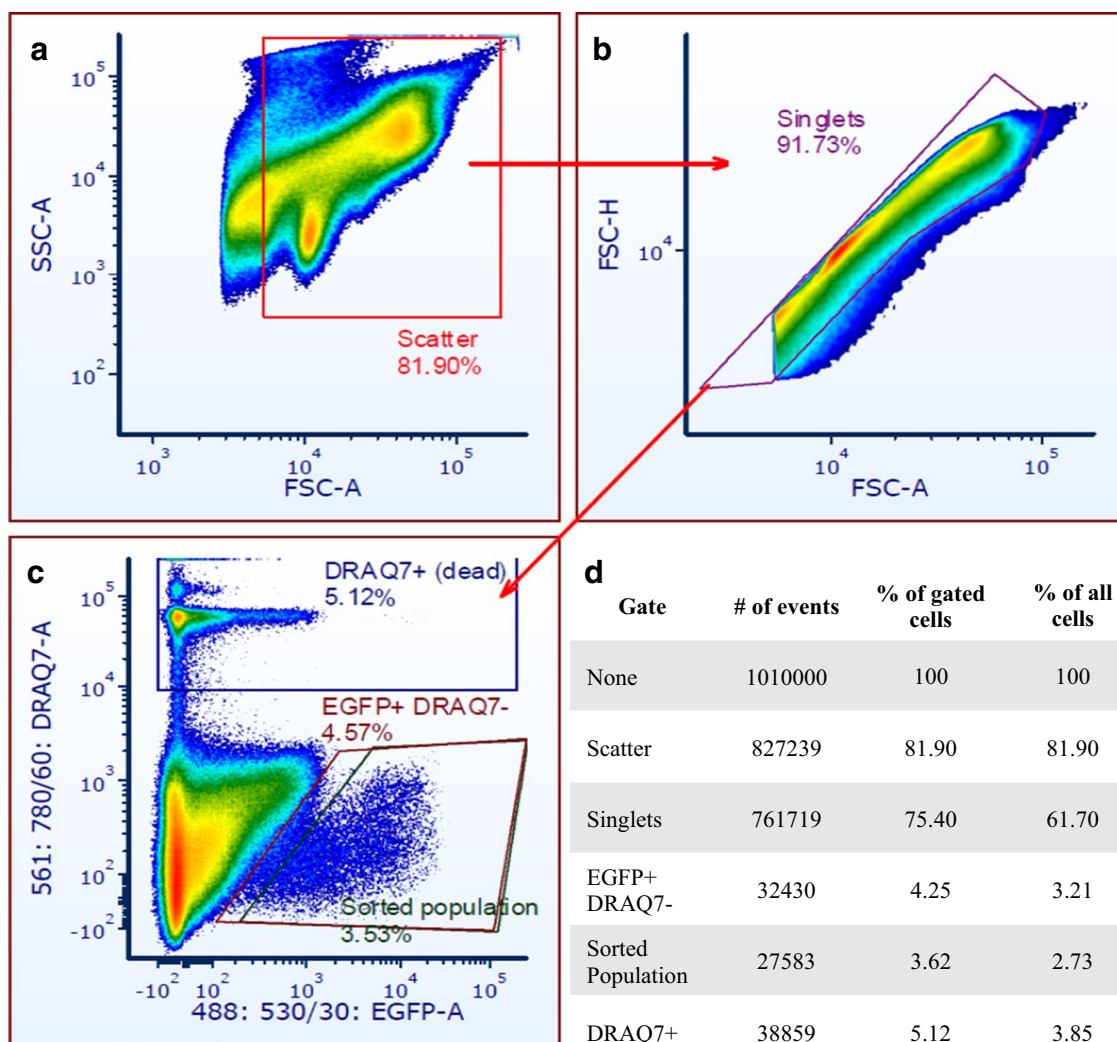 a
10^5
10^4
10^3
10^2
SSC-A
Scatter
81.90%
10^3 10^4 10^5
FSC-A
b
Singlets
91.73%
FSC-H
10^4
10^4 10^5
FSC-A
c
DRAQ7+ (dead)
5.12%
10^5
10^4
10^3
10^2
-10^2
561: 780/60: DRAQ7-A
EGFP+ DRAQ7-
4.57%
Sorted population
3.53%
-10^2 10^2 10^3 10^4 10^5
488: 530/30: EGFP-A
d
Gate # of events % of gated cells % of all cells
None 1010000 100 100
Scatter 827239 81.90 81.90
Singlets 761719 75.40 61.70
EGFP+ DRAQ7- 32430 4.25 3.21
Sorted Population 27583 3.62 2.73
DRAQ7+ 38859 5.12 3.85